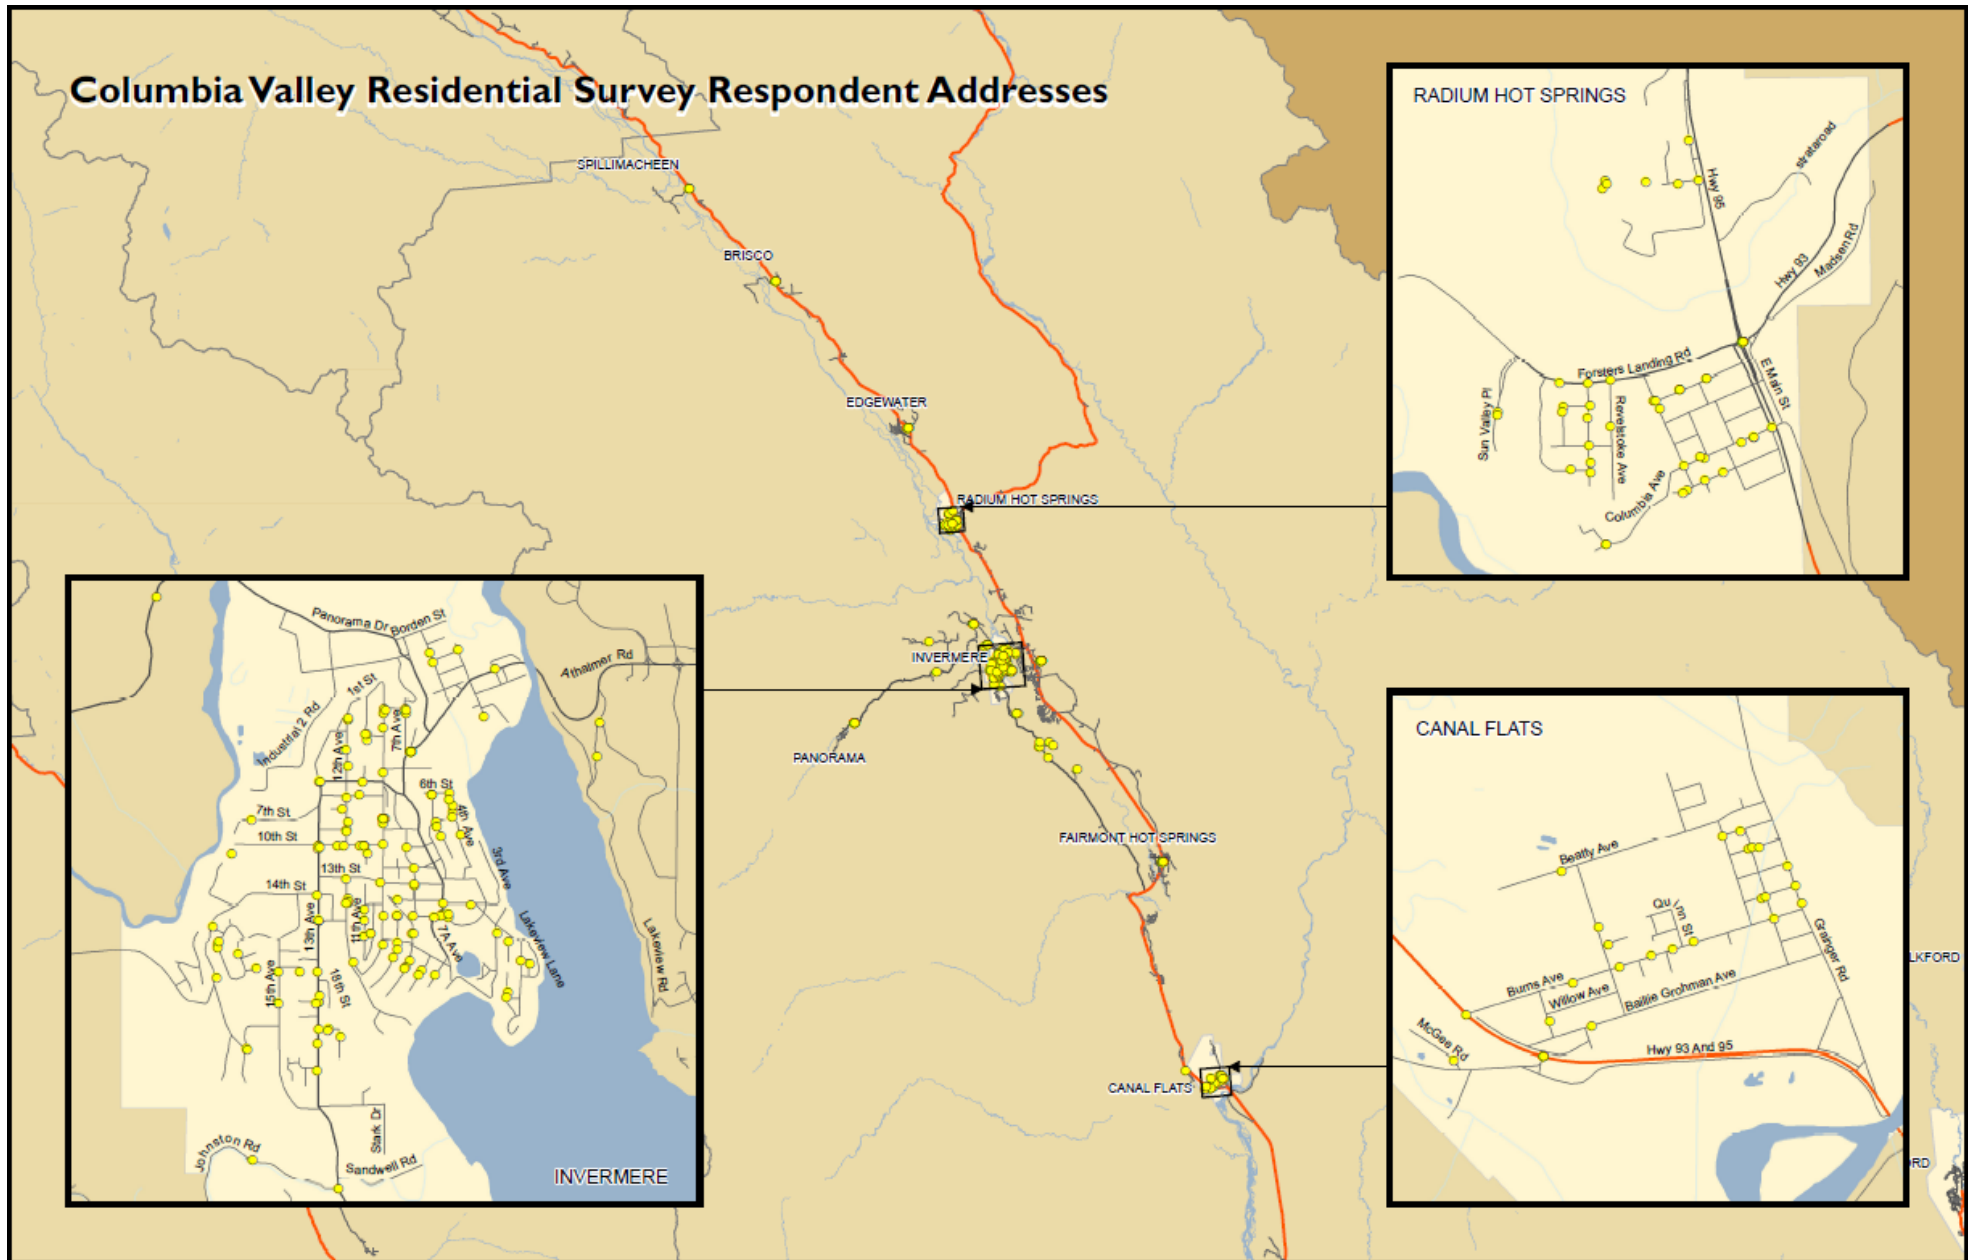 Columbia Valley Residential Survey Respondent Addresses
SPILLIMACHEEN
BRISCO
EDGEWATER
RADIUM HOT SPRINGS
INVERMERE
PANORAMA
FAIRMONT HOT SPRINGS
CANAL FLATS
LKFORD
RD
RADIUM HOT SPRINGS
stratároad
Hwy 95
Hwy 93
Madsen Rd
Forsters Landing Rd
E Main St
Sun Valley Pl
Revelstoke Ave
Columbia Ave
Panorama Dr
Borden St
Athalmer Rd
1st St
Industrial 2 Rd
12th Ave
7th Ave
6th St
4th Ave
7th St
10th St
3rd Ave
13th St
14th St
13th Ave
11th Ave
7A Ave
Lakeview Lane
Lakeview Rd
15th Ave
18th St
Stark Dr
Johnston Rd
Sandwell Rd
INVERMERE
CANAL FLATS
Beatty Ave
Quinn St
Grainger Rd
Burns Ave
Willow Ave
Baillie Grohman Ave
McGee Rd
Hwy 93 And 95